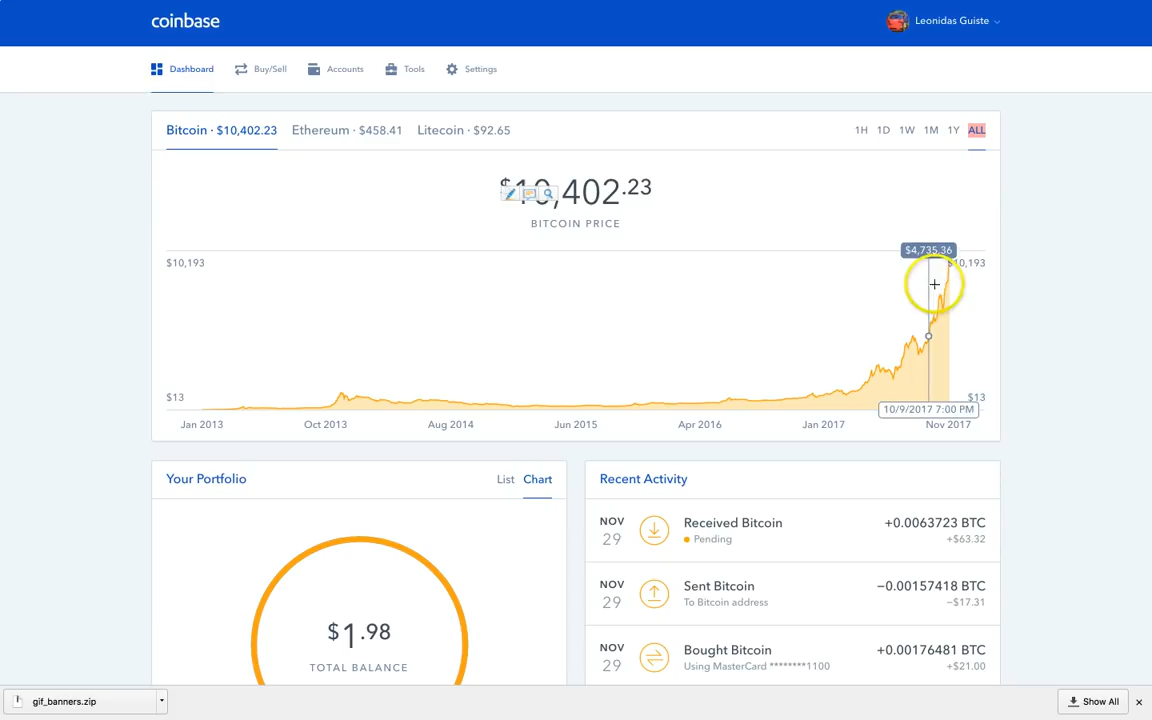 coinbase
Leonidas Guiste
Dashboard Buy/Sell Accounts Tools Settings
Bitcoin · $10,402.23 Ethereum · $458.41 Litecoin · $92.65
1H 1D 1W 1M 1Y ALL
$10,402.23
BITCOIN PRICE
$4,735.36
$10,193 $10,193
$13 $13
10/9/2017 7:00 PM
Jan 2013 Oct 2013 Aug 2014 Jun 2015 Apr 2016 Jan 2017 Nov 2017
Your Portfolio List Chart
$1.98
TOTAL BALANCE
Recent Activity
NOV 29 Received Bitcoin +0.0063723 BTC
Pending +$63.32
NOV 29 Sent Bitcoin −0.00157418 BTC
To Bitcoin address −$17.31
NOV 29 Bought Bitcoin +0.00176481 BTC
Using MasterCard ********1100 +$21.00
gif_banners.zip Show All